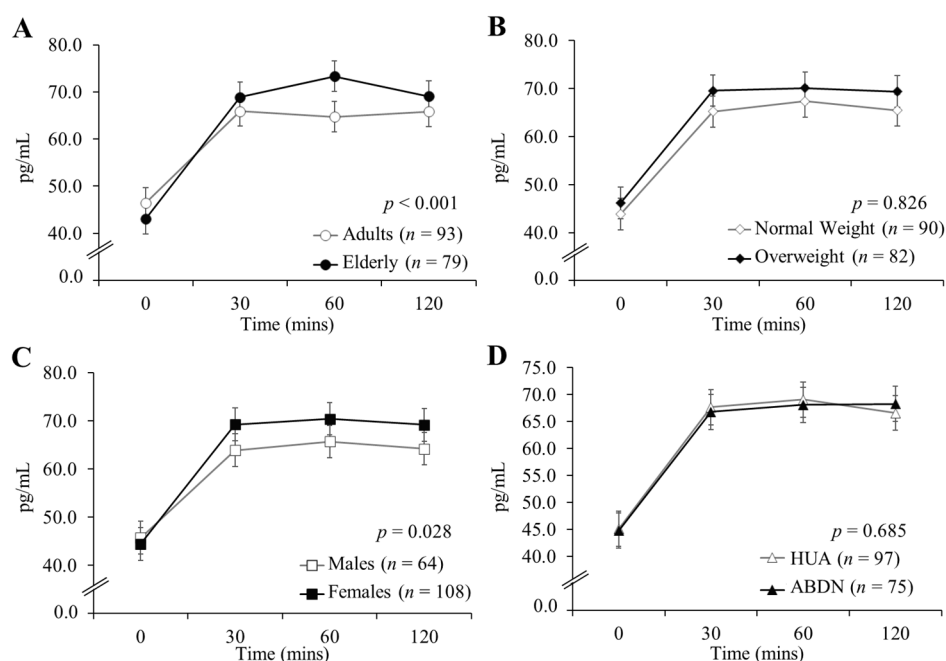 A
80.0
70.0
60.0
50.0
40.0
0.0
pg/mL
p < 0.001
Adults (n = 93)
Elderly (n = 79)
0 30 60 120
Time (mins)
B
80.0
70.0
60.0
50.0
40.0
0.0
pg/mL
p = 0.826
Normal Weight (n = 90)
Overweight (n = 82)
0 30 60 120
Time (mins)
C
80.0
70.0
60.0
50.0
40.0
0.0
pg/mL
p = 0.028
Males (n = 64)
Females (n = 108)
0 30 60 120
Time (mins)
D
75.0
70.0
65.0
60.0
55.0
50.0
45.0
40.0
0.0
pg/mL
p = 0.685
HUA (n = 97)
ABDN (n = 75)
0 30 60 120
Time (mins)